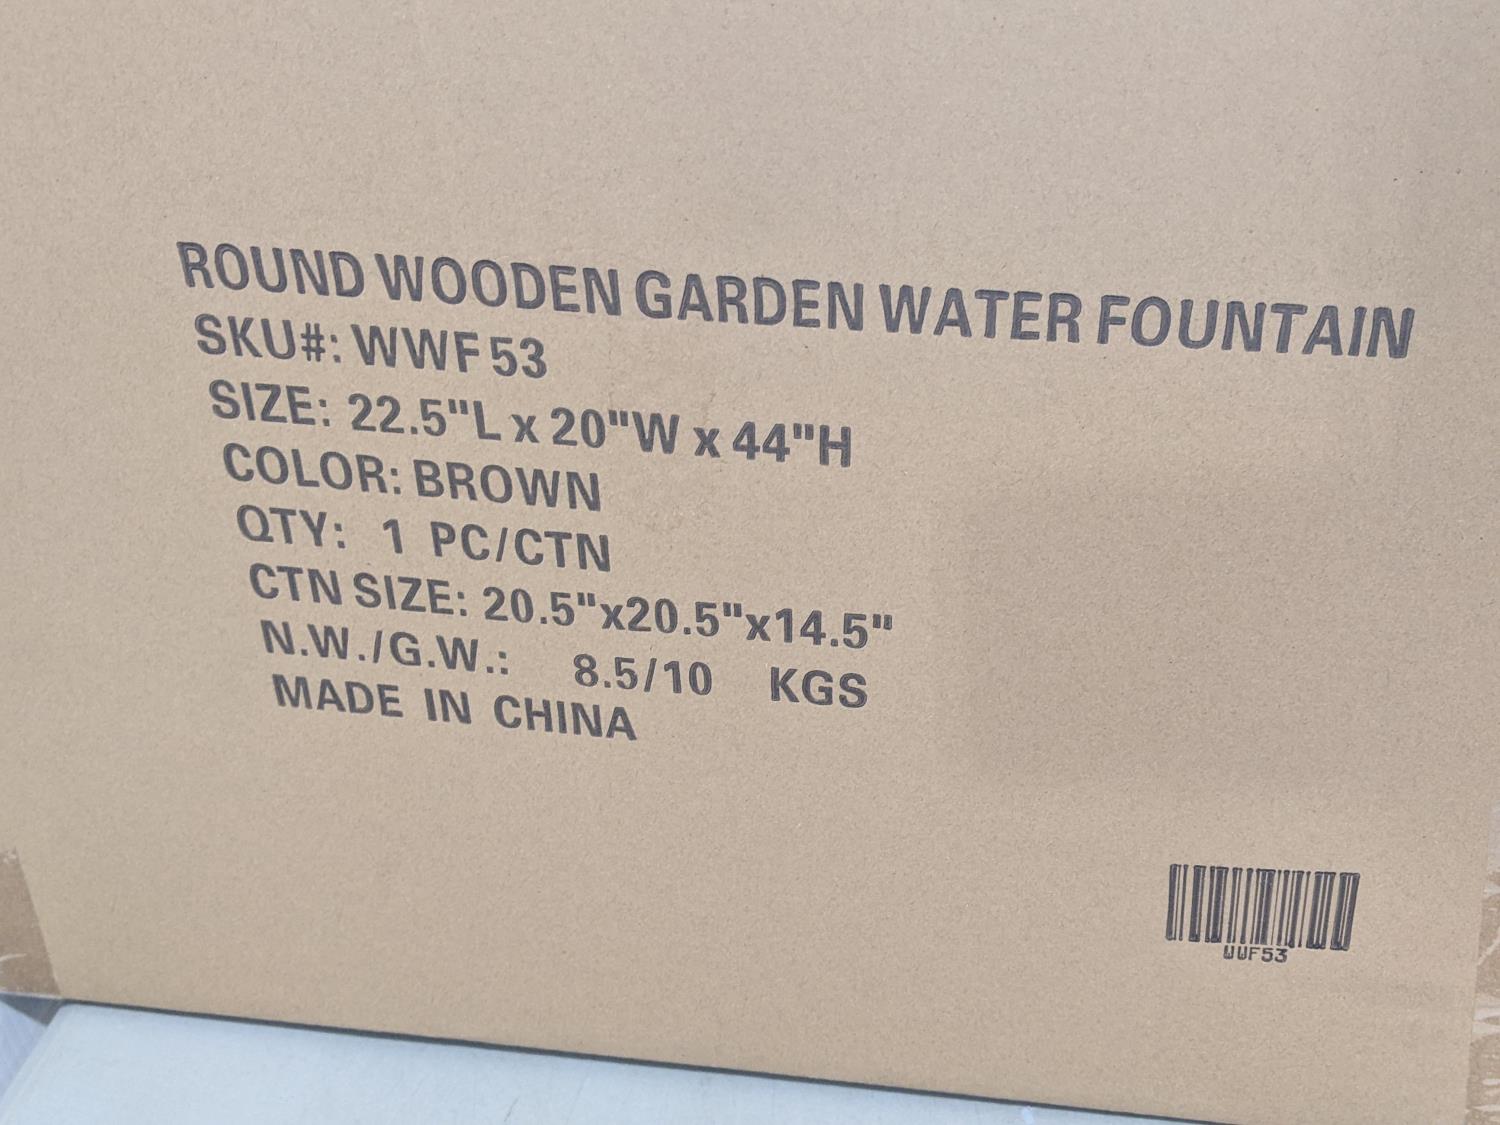 ROUND WOODEN GARDEN WATER FOUNTAIN
SKU#: WWF53
SIZE: 22.5"L x 20"W x 44"H
COLOR: BROWN
QTY: 1 PC/CTN
CTN SIZE: 20.5"x20.5"x14.5"
N.W./G.W.: 8.5/10 KGS
MADE IN CHINA
WWF53